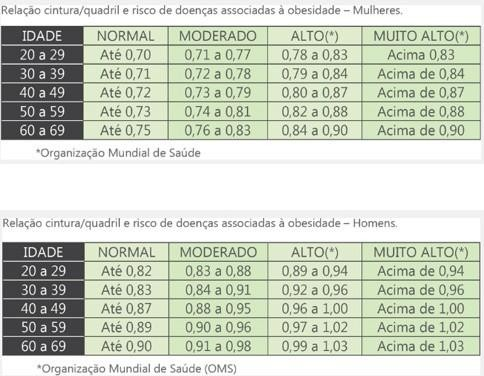 Relação cintura/quadril e risco de doenças associadas à obesidade – Mulheres.
IDADE NORMAL MODERADO ALTO(*) MUITO ALTO(*)
20 a 29 Até 0,70 0,71 a 0,77 0,78 a 0,83 Acima 0,83
30 a 39 Até 0,71 0,72 a 0,78 0,79 a 0,84 Acima de 0,84
40 a 49 Até 0,72 0,73 a 0,79 0,80 a 0,87 Acima de 0,87
50 a 59 Até 0,73 0,74 a 0,81 0,82 a 0,88 Acima de 0,88
60 a 69 Até 0,75 0,76 a 0,83 0,84 a 0,90 Acima de 0,90
*Organização Mundial de Saúde
Relação cintura/quadril e risco de doenças associadas à obesidade – Homens.
IDADE NORMAL MODERADO ALTO(*) MUITO ALTO(*)
20 a 29 Até 0,82 0,83 a 0,88 0,89 a 0,94 Acima de 0,94
30 a 39 Até 0,83 0,84 a 0,91 0,92 a 0,96 Acima de 0,96
40 a 49 Até 0,87 0,88 a 0,95 0,96 a 1,00 Acima de 1,00
50 a 59 Até 0,89 0,90 a 0,96 0,97 a 1,02 Acima de 1,02
60 a 69 Até 0,90 0,91 a 0,98 0,99 a 1,03 Acima de 1,03
*Organização Mundial de Saúde (OMS)